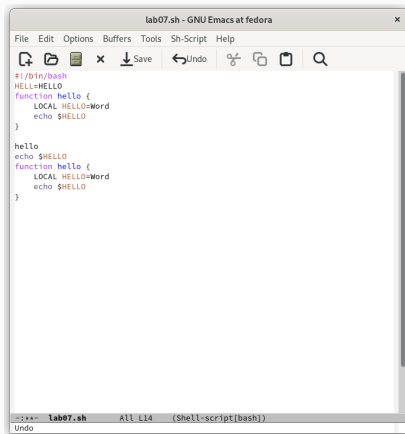 lab07.sh - GNU Emacs at fedora
File Edit Options Buffers Tools Sh-Script Help
Save Undo
#!/bin/bash
HELL=HELLO
function hello {
    LOCAL HELLO=Word
    echo $HELLO
}
hello
echo $HELLO
function hello {
    LOCAL HELLO=Word
    echo $HELLO
}
-:**- lab07.sh All L14 (Shell-script[bash])
Undo